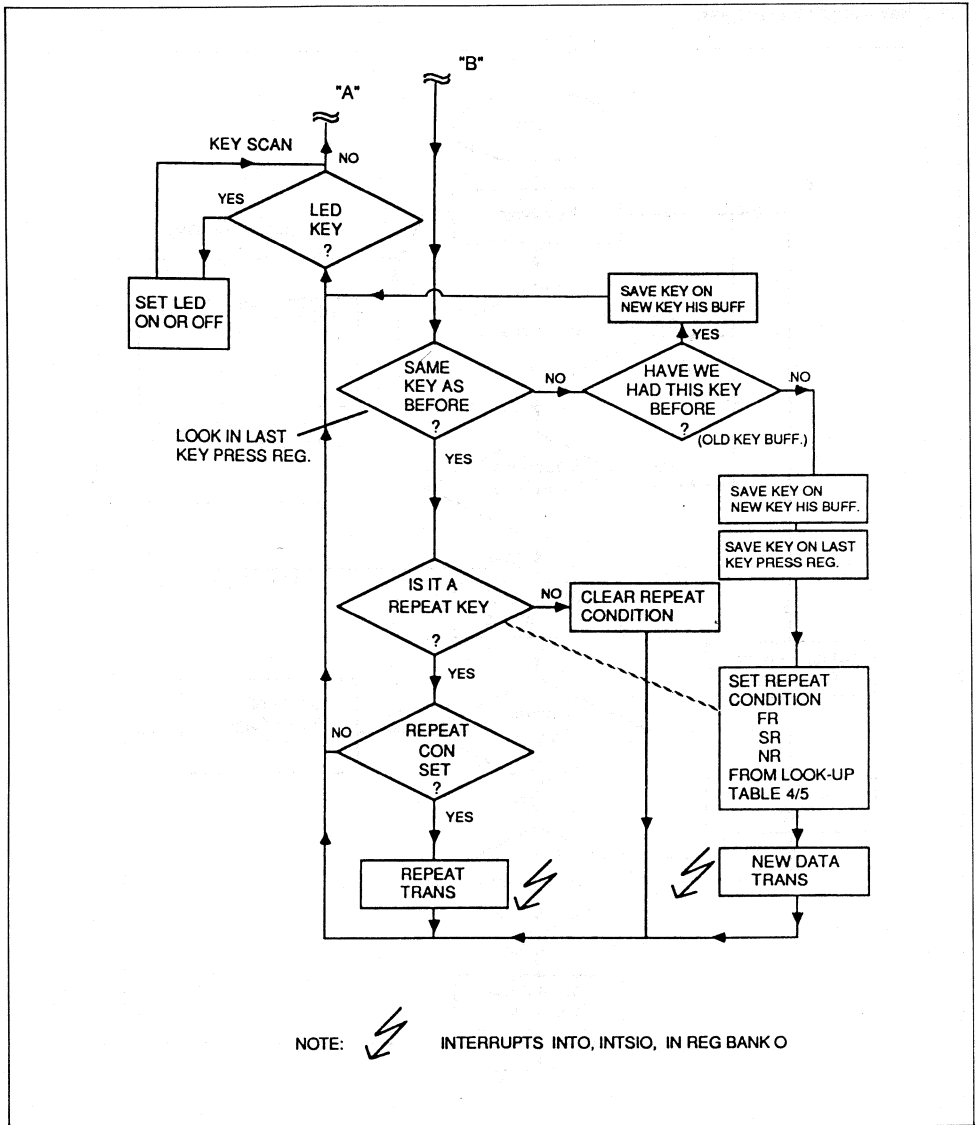 "B"
"A"
KEY SCAN
NO
YES
LED
KEY
?
SET LED
ON OR OFF
SAVE KEY ON
NEW KEY HIS BUFF
YES
SAME
KEY AS
BEFORE
?
NO
HAVE WE
HAD THIS KEY
BEFORE
?
NO
(OLD KEY BUFF.)
LOOK IN LAST
KEY PRESS REG.
YES
SAVE KEY ON
NEW KEY HIS BUFF.
SAVE KEY ON LAST
KEY PRESS REG.
IS IT A
REPEAT KEY
?
NO
CLEAR REPEAT
CONDITION
YES
SET REPEAT
CONDITION
FR
SR
NR
FROM LOOK-UP
TABLE 4/5
NO
REPEAT
CON
SET
?
YES
REPEAT
TRANS
NEW DATA
TRANS
NOTE: INTERRUPTS INTO, INTSIO, IN REG BANK O